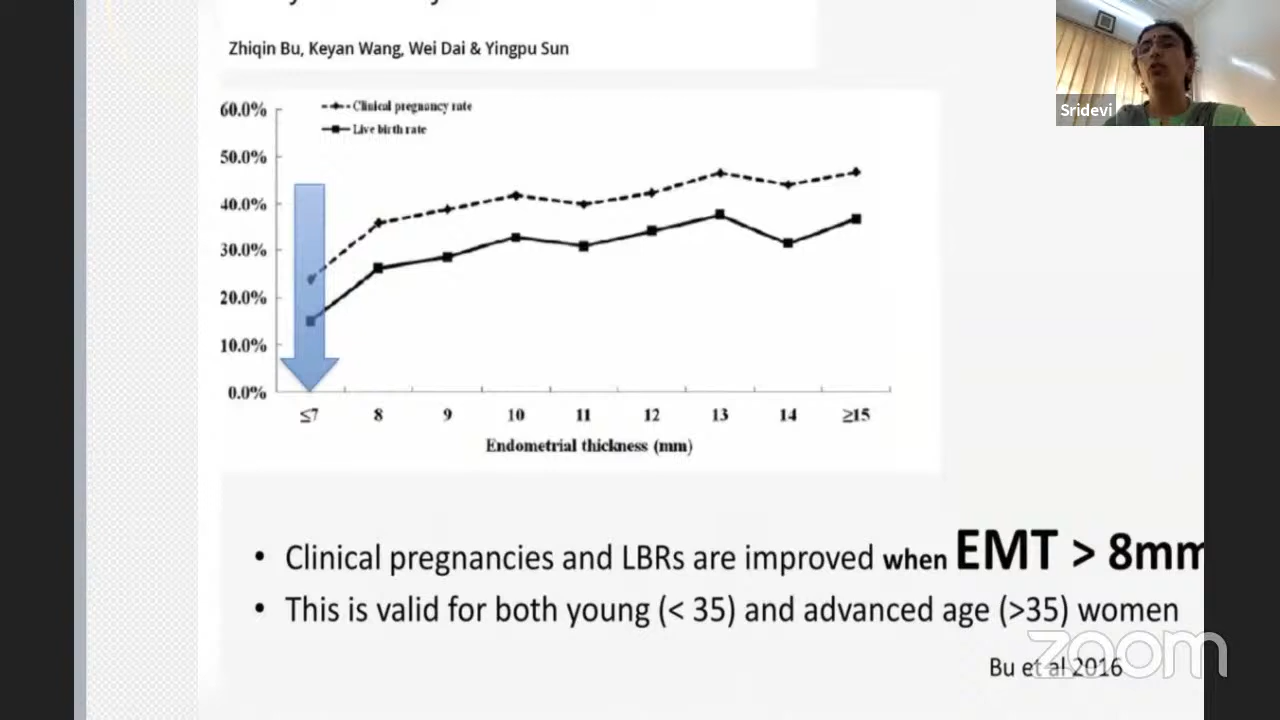 Zhiqin Bu, Keyan Wang, Wei Dai & Yingpu Sun
Sridevi
60.0%
50.0%
40.0%
30.0%
20.0%
10.0%
0.0%
Clinical pregnancy rate
Live birth rate
≤7 8 9 10 11 12 13 14 ≥15
Endometrial thickness (mm)
• Clinical pregnancies and LBRs are improved when EMT > 8mm
• This is valid for both young (< 35) and advanced age (>35) women
Bu et al 2016
zoom